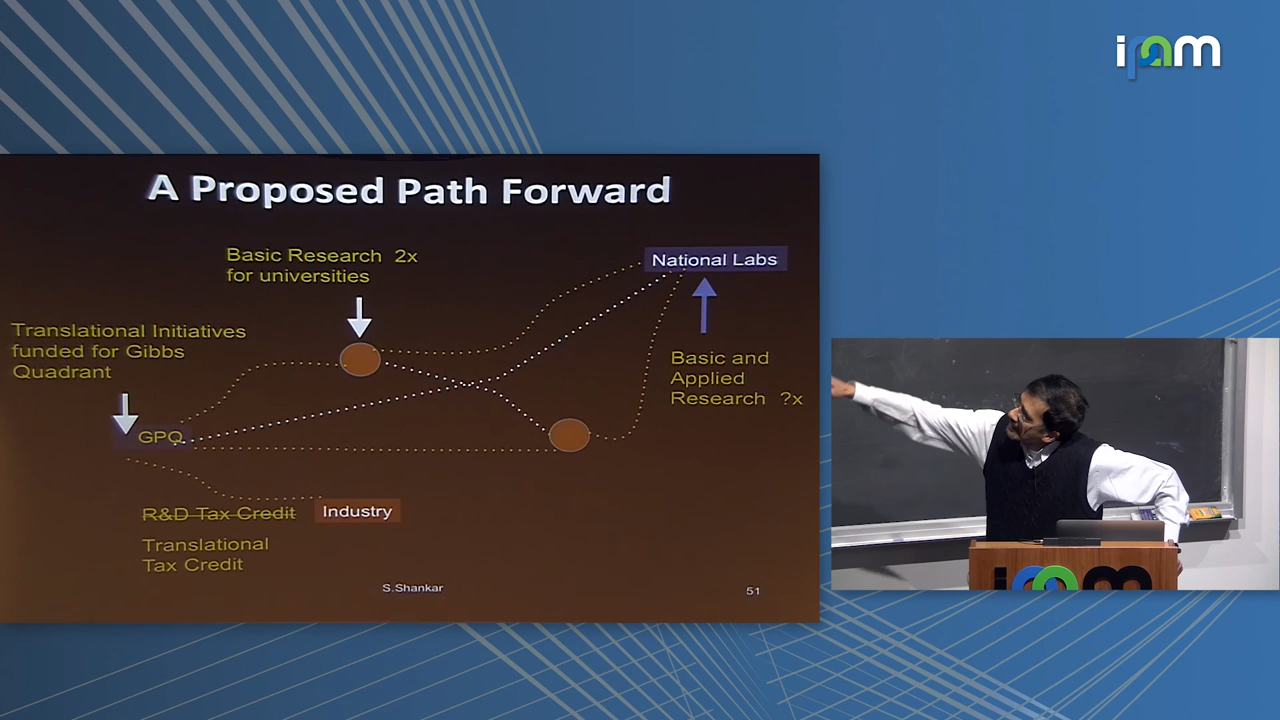 ipam
A Proposed Path Forward
Basic Research 2x
for universities
National Labs
Translational Initiatives
funded for Gibbs
Quadrant
Basic and
Applied
Research ?x
GPQ
R&D Tax Credit
Industry
Translational
Tax Credit
S.Shankar
51
ipam